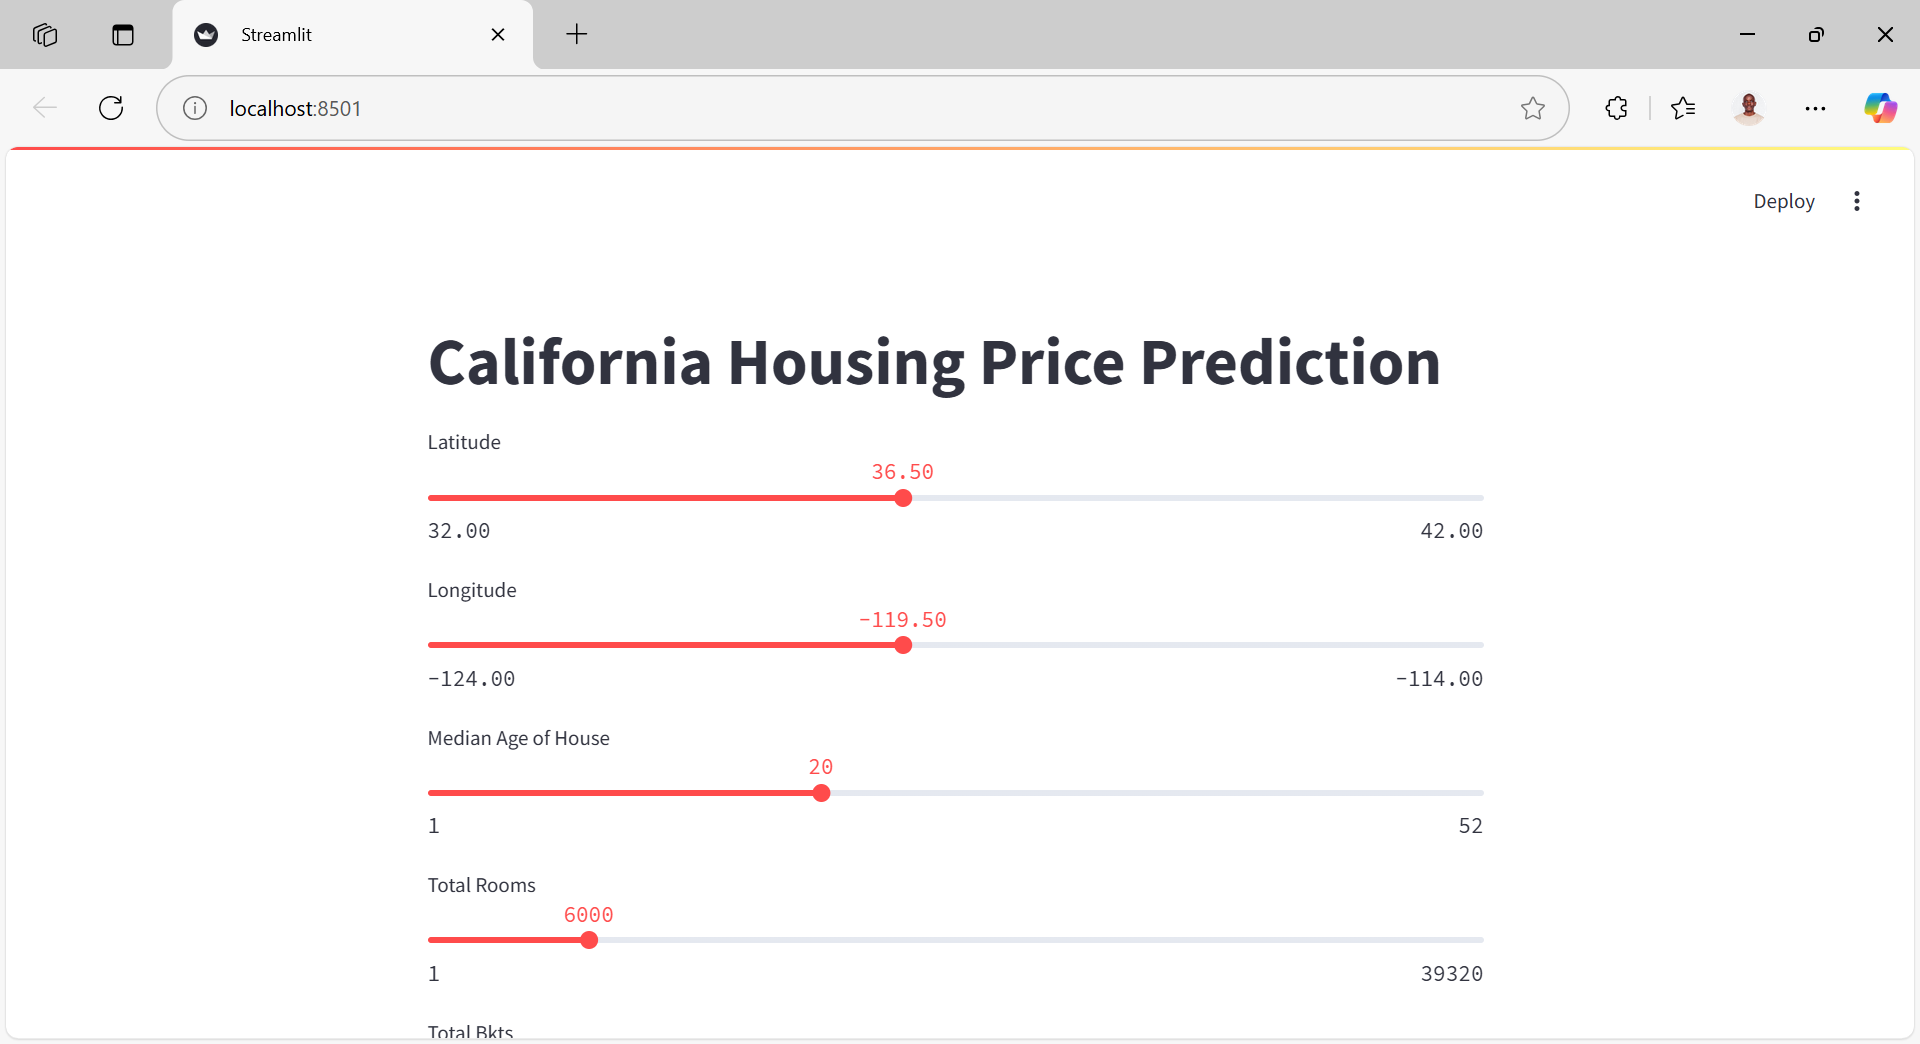 Streamlit
localhost:8501
Deploy
California Housing Price Prediction
Latitude
36.50
32.00 42.00
Longitude
-119.50
-124.00 -114.00
Median Age of House
20
1 52
Total Rooms
6000
1 39320
Total Bkts